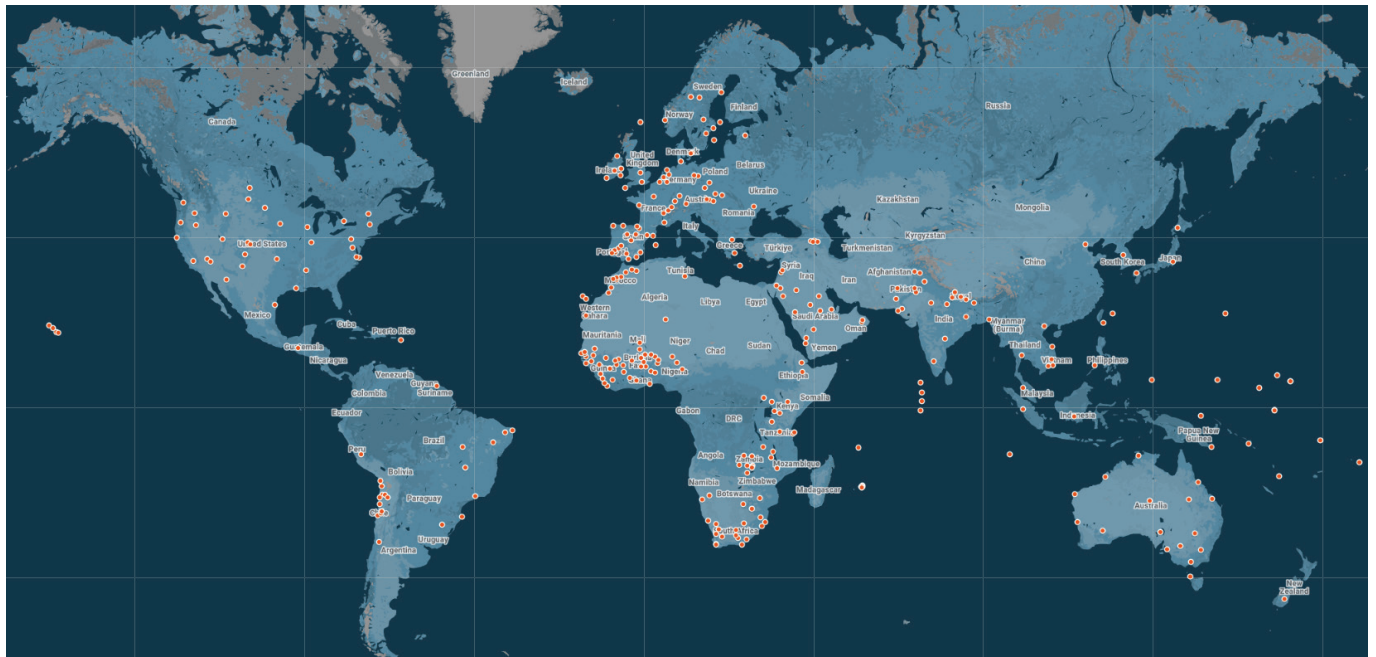 Greenland
Iceland
Sweden
Finland
Russia
Norway
Canada
United
Kingdom
Denmark
Belarus
Poland
Germany
Ukraine
Kazakhstan
Mongolia
France
Romania
Italy
Kyrgyzstan
United States
Greece
Türkiye
Turkmenistan
China
South Korea
Japan
Tunisia
Syria
Iraq
Iran
Afghanistan
Morocco
Algeria
Libya
Egypt
Pakistan
Western
Sahara
Saudi Arabia
India
Mexico
Cuba
Puerto Rico
Oman
Myanmar
(Burma)
Mauritania
Mali
Niger
Chad
Sudan
Yemen
Thailand
Guatemala
Nicaragua
Vietnam
Philippines
Venezuela
Guyana
Suriname
Colombia
Nigeria
Ethiopia
Somalia
Malaysia
Ecuador
Gabon
DRC
Kenya
Indonesia
Peru
Brazil
Tanzania
Papua New
Guinea
Bolivia
Angola
Zambia
Mozambique
Paraguay
Namibia
Zimbabwe
Botswana
Madagascar
Chile
Australia
Uruguay
South Africa
Argentina
New
Zealand